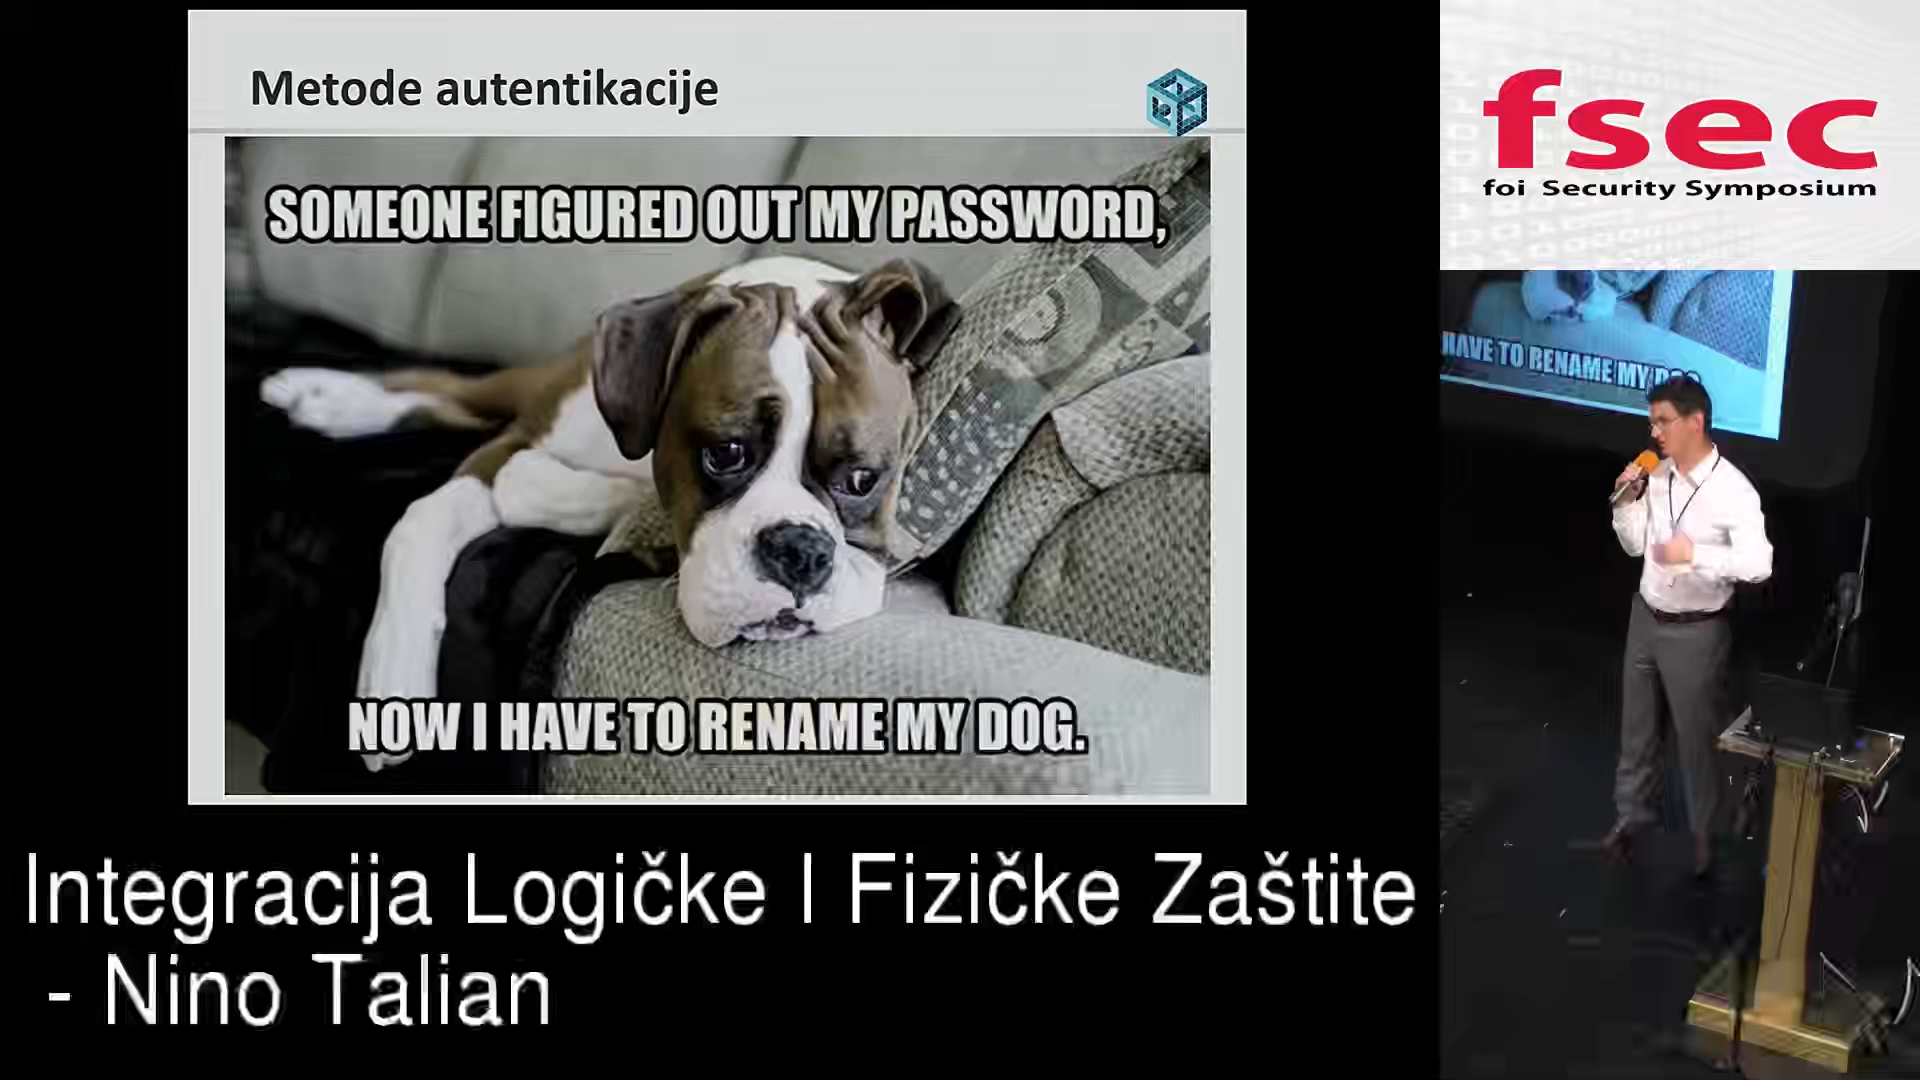 Metode autentikacije
SOMEONE FIGURED OUT MY PASSWORD,
NOW I HAVE TO RENAME MY DOG.
fsec
foi Security Symposium
HAVE TO RENAME MY DOG
Integracija Logičke I Fizičke Zaštite
- Nino Talian